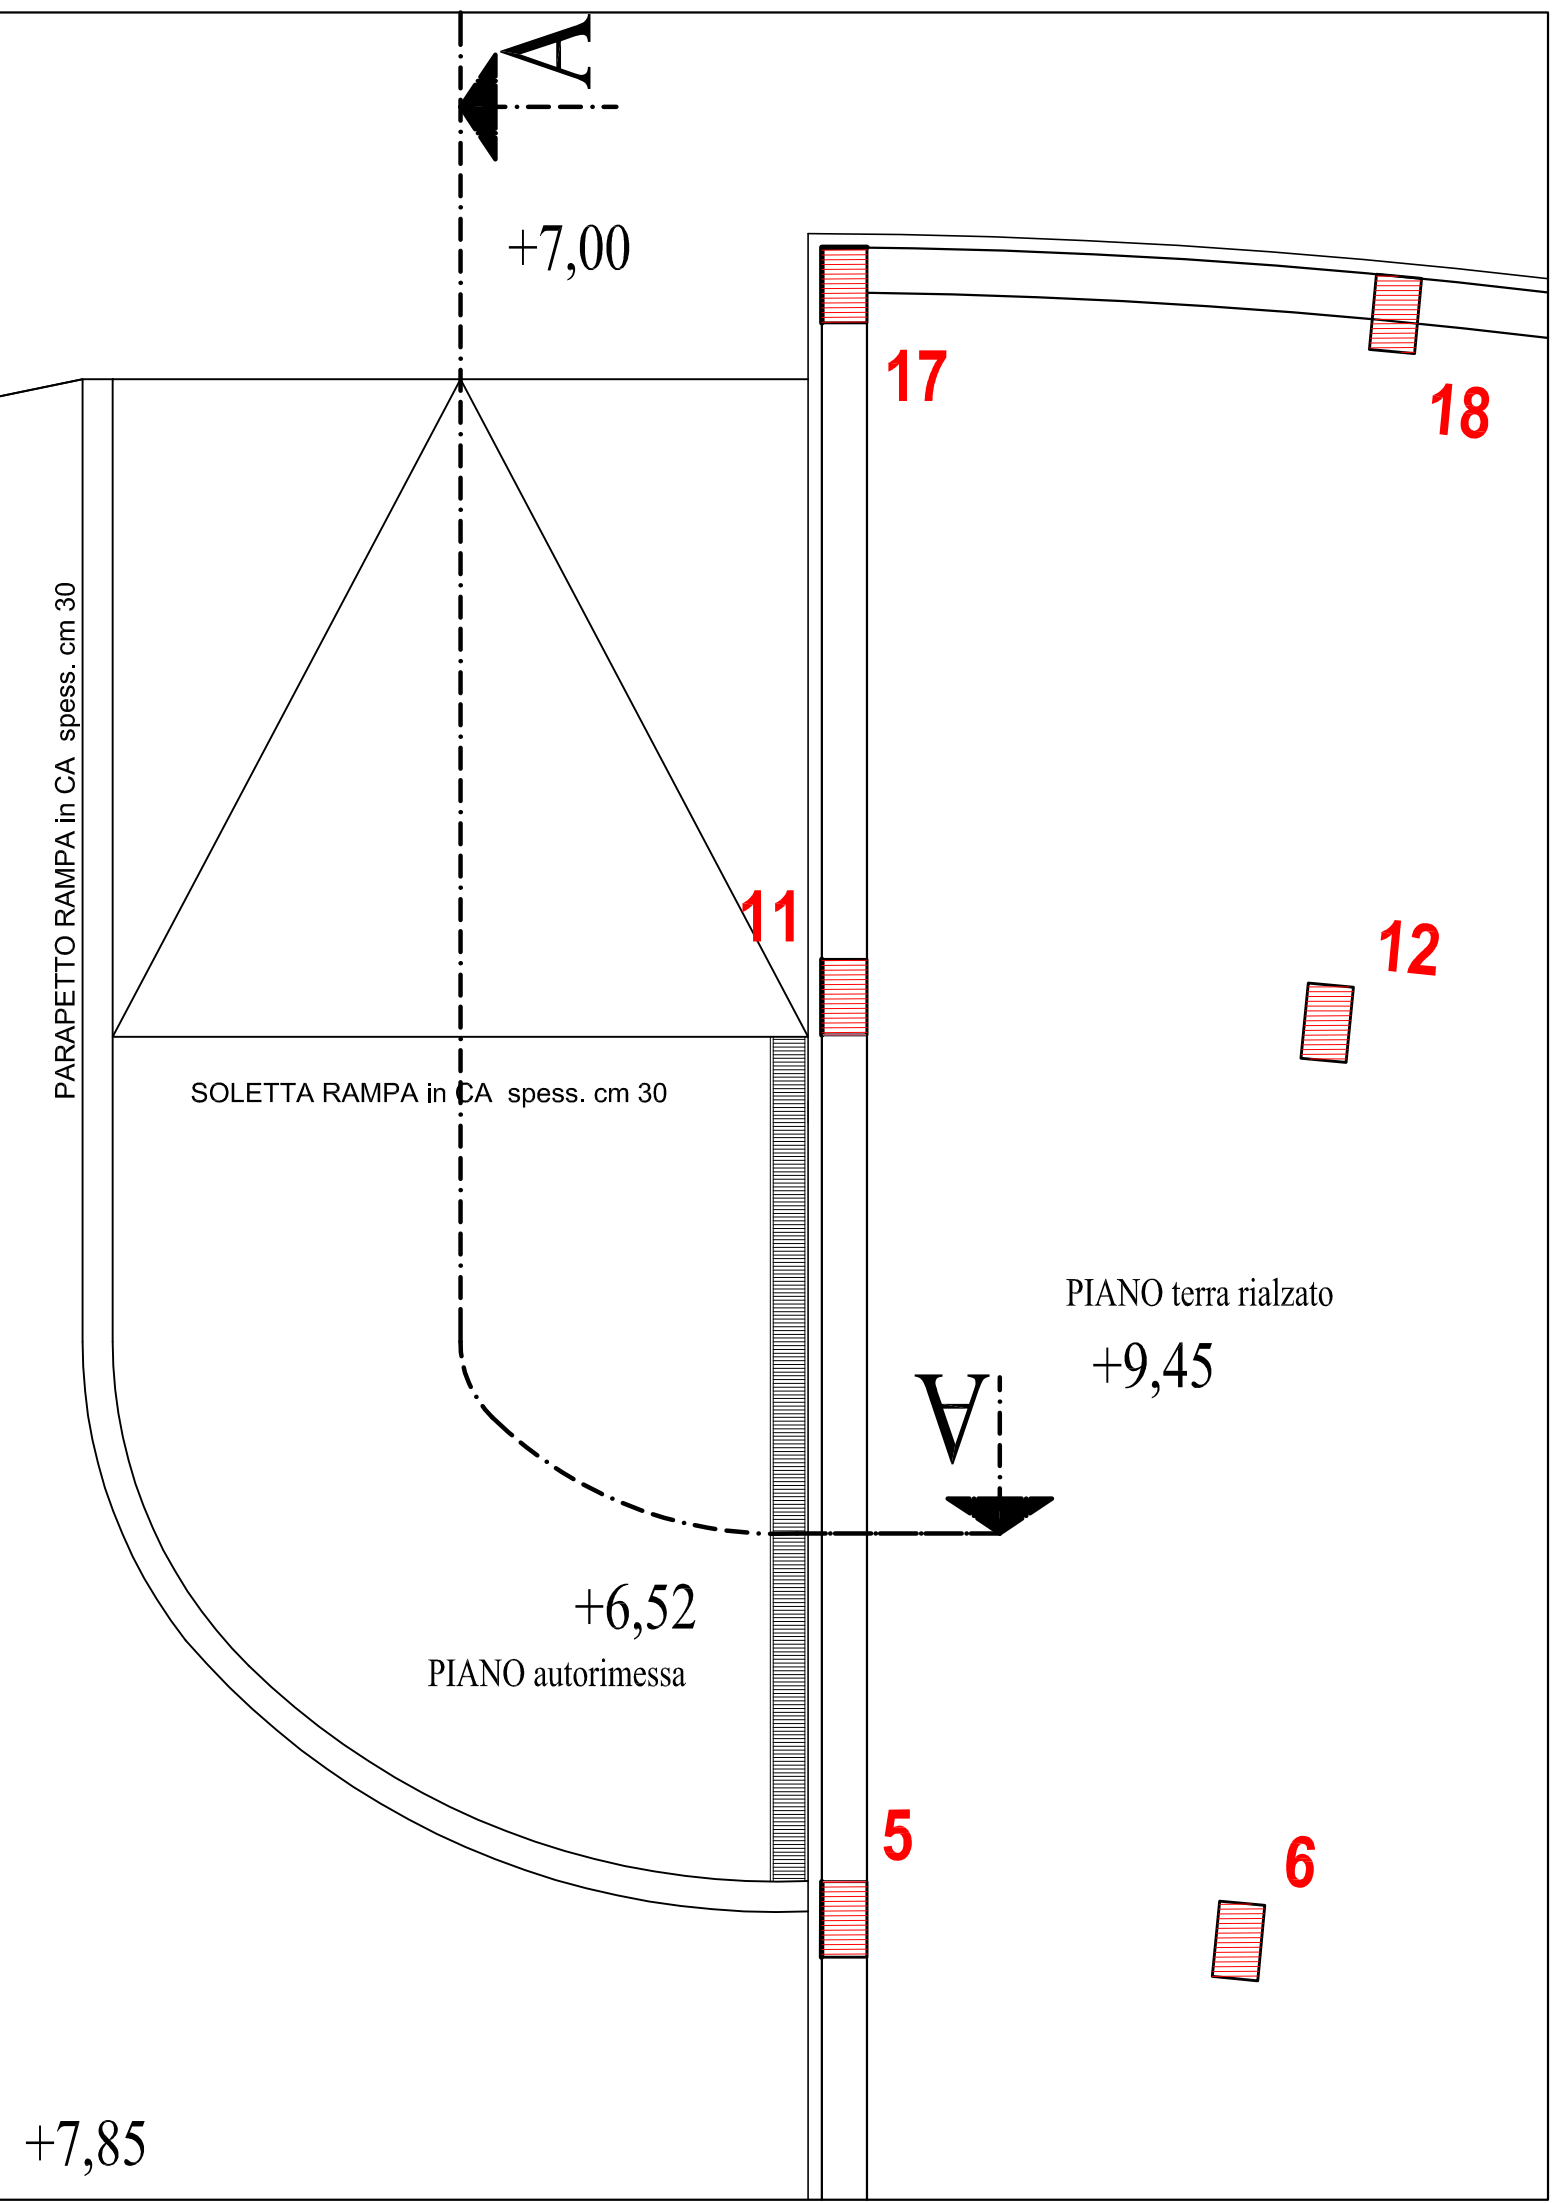 A
+7,00
17
18
PARAPETTO RAMPA in CA spess. cm 30
11
12
SOLETTA RAMPA in CA spess. cm 30
PIANO terra rialzato
+9,45
A
+6,52
PIANO autorimessa
5
6
+7,85